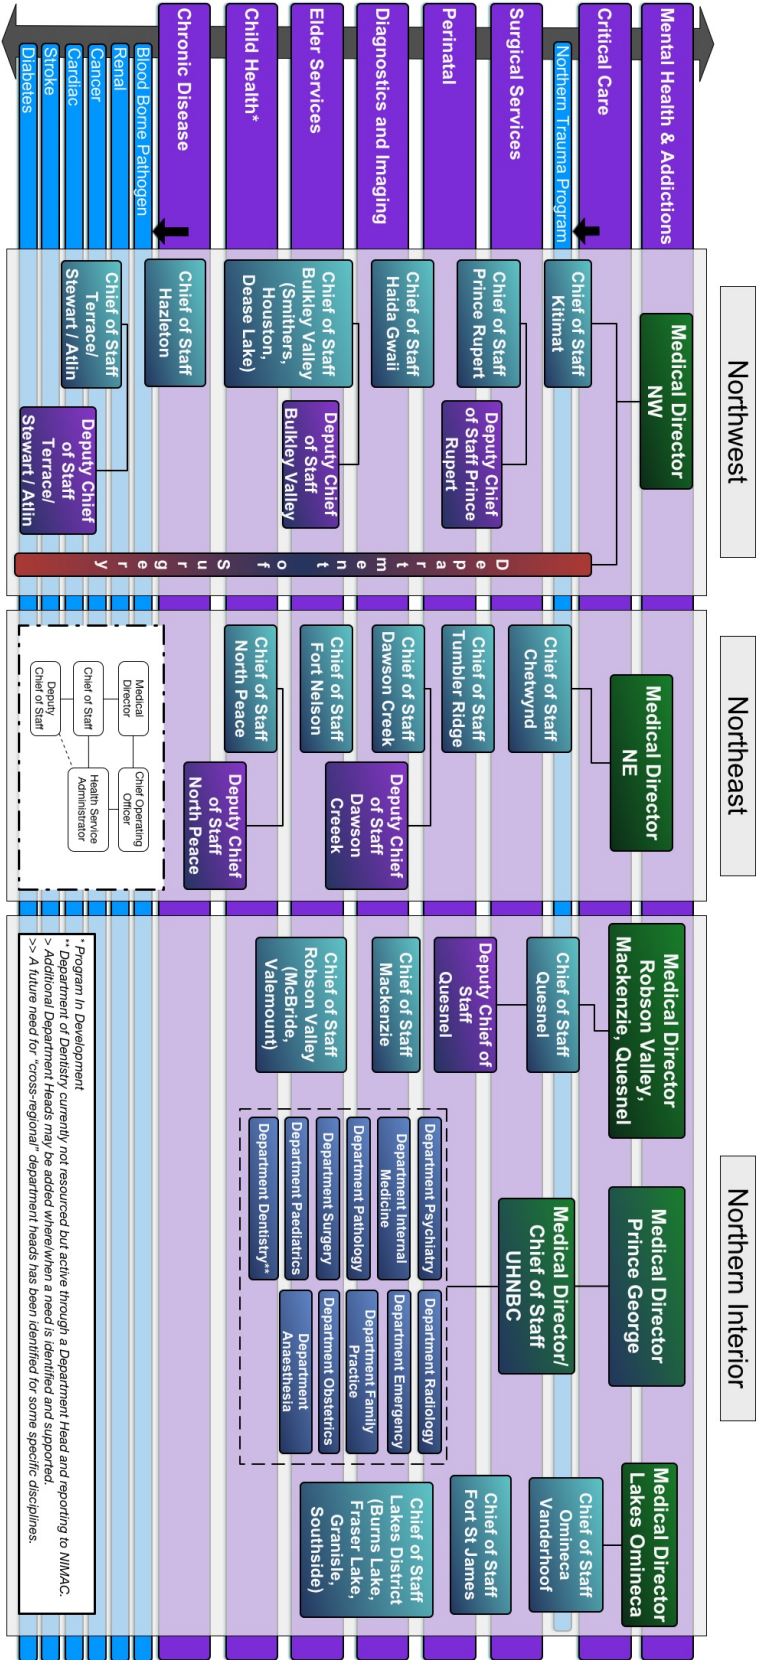 Northwest
Northeast
Northern Interior
Mental Health & Addictions
Critical Care
Northern Trauma Program
Surgical Services
Perinatal
Diagnostics and Imaging
Elder Services
Child Health*
Chronic Disease
Blood Borne Pathogen
Renal
Cancer
Cardiac
Stroke
Diabetes
Medical Director
NW
Chief of Staff
Kitimat
Chief of Staff
Prince Rupert
Deputy Chief
of Staff Prince
Rupert
Chief of Staff
Haida Gwaii
Chief of Staff
Bulkley Valley
(Smithers,
Houston,
Dease Lake)
Deputy Chief
of Staff
Bulkley Valley
Chief of Staff
Hazleton
Chief of Staff
Terrace/
Stewart / Atlin
Deputy Chief
of Staff
Terrace/
Stewart / Atlin
Department of Surgery
Medical Director
NE
Chief of Staff
Chetwynd
Chief of Staff
Tumbler Ridge
Chief of Staff
Dawson Creek
Deputy Chief
of Staff
Dawson
Creeek
Chief of Staff
Fort Nelson
Chief of Staff
North Peace
Deputy Chief
of Staff
North Peace
Medical
Director
Chief Operating
Officer
Chief of Staff
Health Service
Administrator
Deputy
Chief of Staff
Medical Director
Robson Valley,
Mackenzie, Quesnel
Chief of Staff
Quesnel
Deputy Chief of
Staff
Quesnel
Chief of Staff
Mackenzie
Chief of Staff
Robson Valley
(McBride,
Valemount)
Medical Director
Prince George
Medical Director/
Chief of Staff
UHNBC
Department Psychiatry
Department Radiology
Department Internal
Medicine
Department Emergency
Department Pathology
Department Family
Practice
Department Surgery
Department Obstetrics
Department Paediatrics
Department
Anaesthesia
Department Dentistry**
Medical Director
Lakes Omineca
Chief of Staff
Omineca
Vanderhoof
Chief of Staff
Fort St James
Chief of Staff
Lakes District
(Burns Lake,
Fraser Lake,
Granisle,
Southside)
* Program In Development
** Department of Dentistry currently not resourced but active through a Department Head and reporting to NIMAC.
> Additional Department Heads may be added where/when a need is identified and supported.
>> A future need for "cross-regional" department heads has been identified for some specific disciplines.